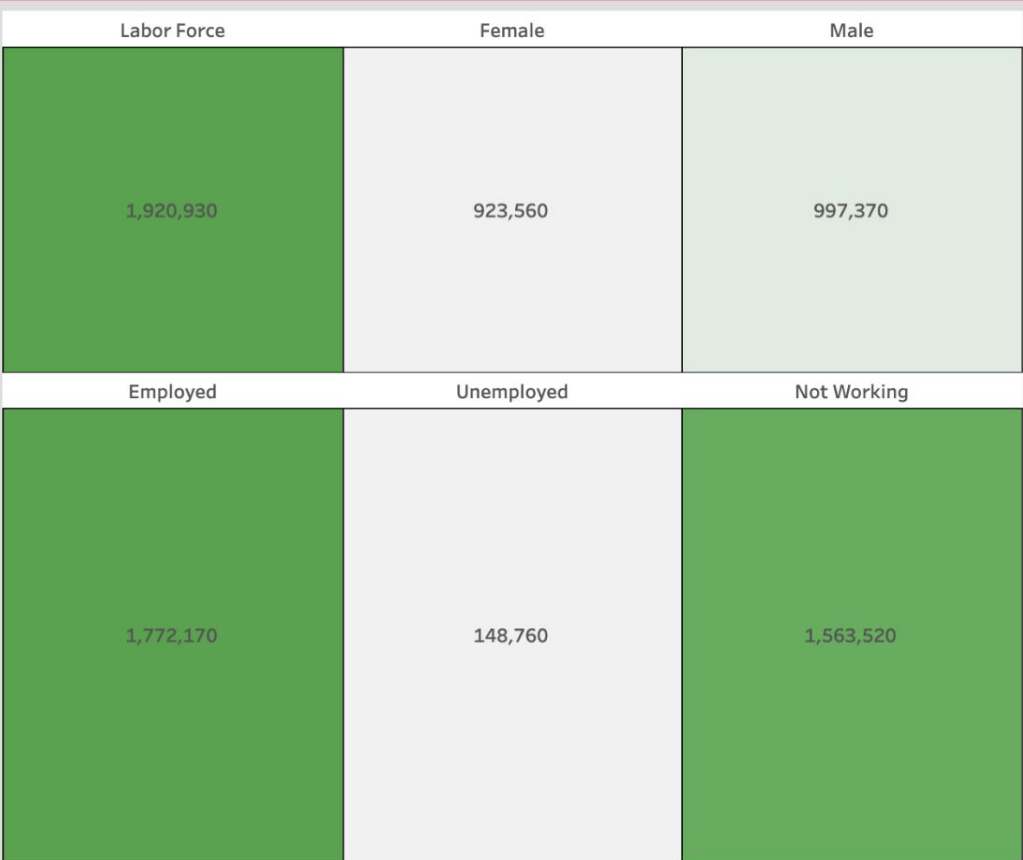 Labor Force Female Male
1,920,930 923,560 997,370
Employed Unemployed Not Working
1,772,170 148,760 1,563,520